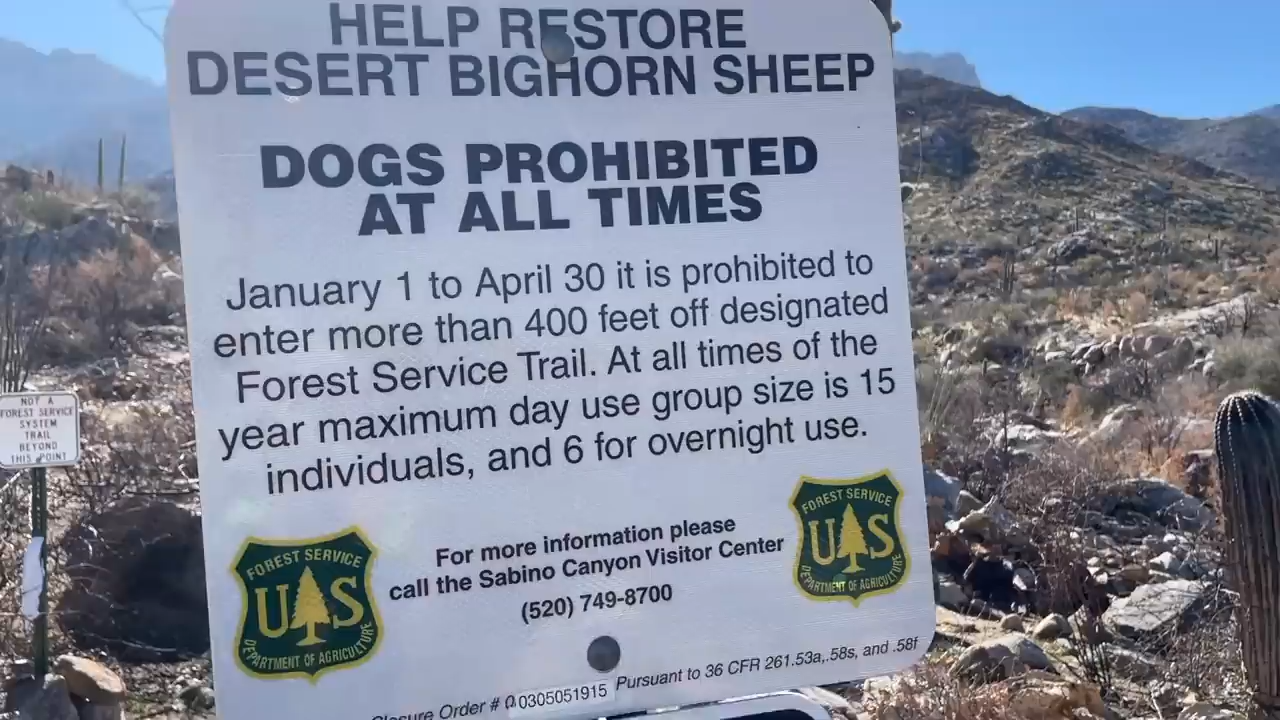 HELP RESTORE
DESERT BIGHORN SHEEP
DOGS PROHIBITED
AT ALL TIMES
January 1 to April 30 it is prohibited to
enter more than 400 feet off designated
Forest Service Trail. At all times of the
year maximum day use group size is 15
individuals, and 6 for overnight use.
For more information please
call the Sabino Canyon Visitor Center
(520) 749-8700
FOREST SERVICE
US
DEPARTMENT OF AGRICULTURE
FOREST SERVICE
US
DEPARTMENT OF AGRICULTURE
Order # 0305051915 Pursuant to 36 CFR 261.53a,.58s, and .58f
NOT A
FOREST SERVICE
SYSTEM
TRAIL
BEYOND
THIS POINT